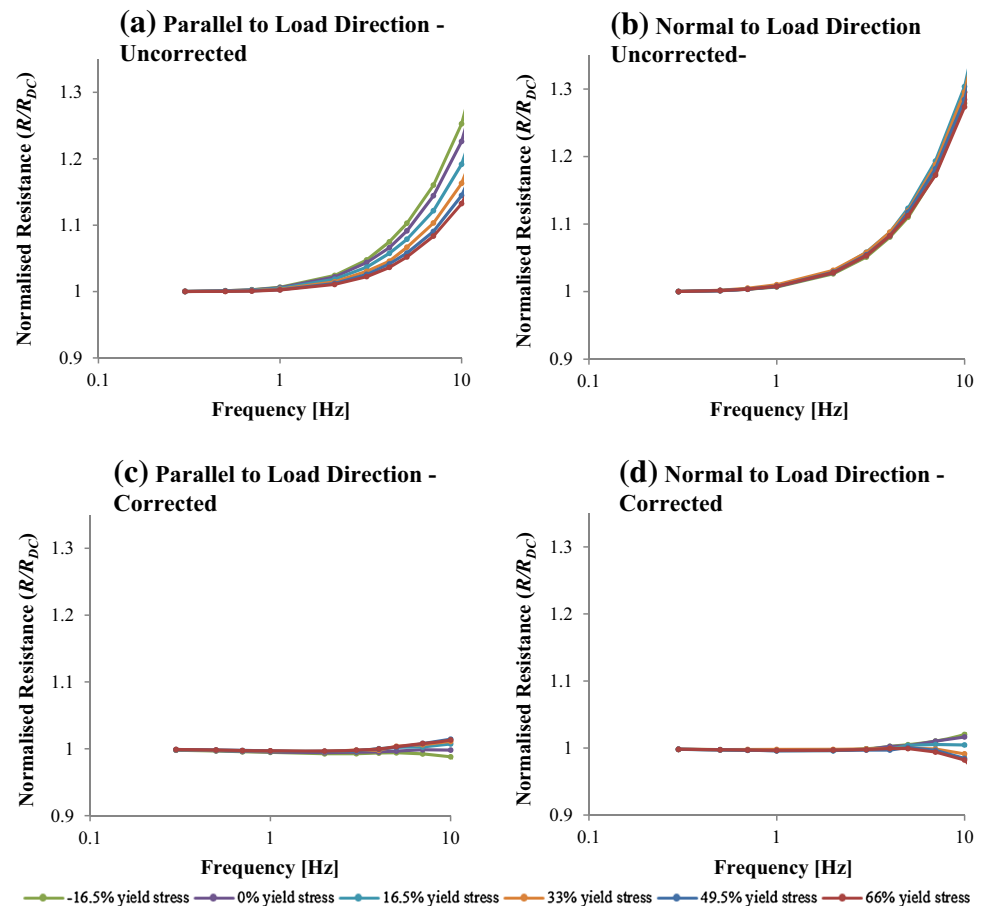 (a) Parallel to Load Direction -
Uncorrected
Normalised Resistance (R/R_DC)
1.3
1.2
1.1
1
0.9
0.1
1
10
Frequency [Hz]
(b) Normal to Load Direction
Uncorrected-
Normalised Resistance (R/R_DC)
1.3
1.2
1.1
1
0.9
0.1
1
10
Frequency [Hz]
(c) Parallel to Load Direction -
Corrected
Normalised Resistance (R/R_DC)
1.3
1.2
1.1
1
0.9
0.1
1
10
Frequency [Hz]
(d) Normal to Load Direction -
Corrected
Normalised Resistance (R/R_DC)
1.3
1.2
1.1
1
0.9
0.1
1
10
Frequency [Hz]
-16.5% yield stress 0% yield stress 16.5% yield stress 33% yield stress 49.5% yield stress 66% yield stress